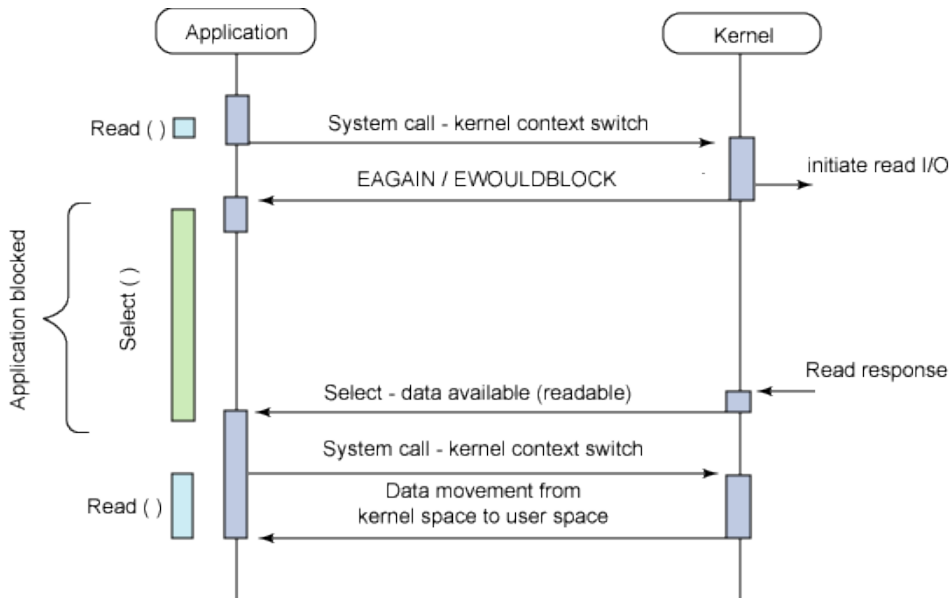 Application
Kernel
Read ( )
System call - kernel context switch
initiate read I/O
EAGAIN / EWOULDBLOCK
Application blocked
Select ( )
Read response
Select - data available (readable)
System call - kernel context switch
Read ( )
Data movement from
kernel space to user space